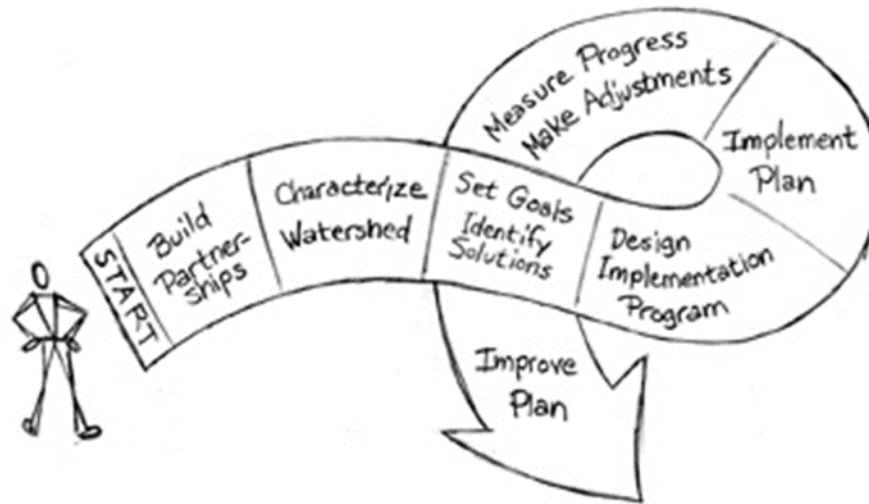 START
Build
Partner-
ships
Characterize
Watershed
Set Goals
Identify
Solutions
Design
Implementation
Program
Implement
Plan
Measure Progress
Make Adjustments
Improve
Plan